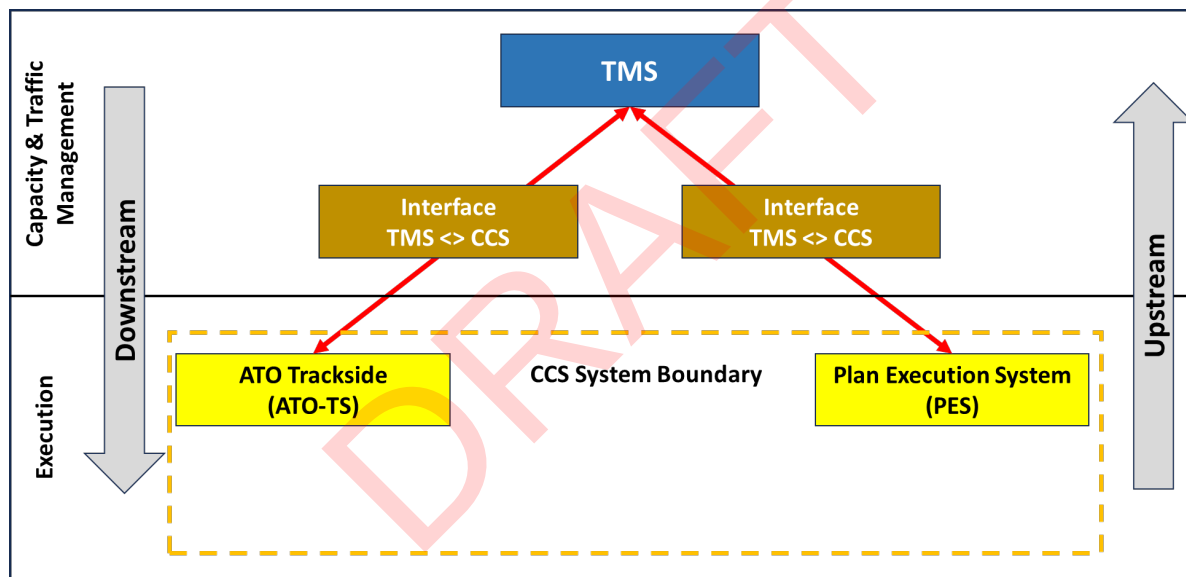 Capacity & Traffic
Management
TMS
Interface
TMS <> CCS
Interface
TMS <> CCS
Downstream
Upstream
Execution
ATO Trackside
(ATO-TS)
CCS System Boundary
Plan Execution System
(PES)
DRAFT